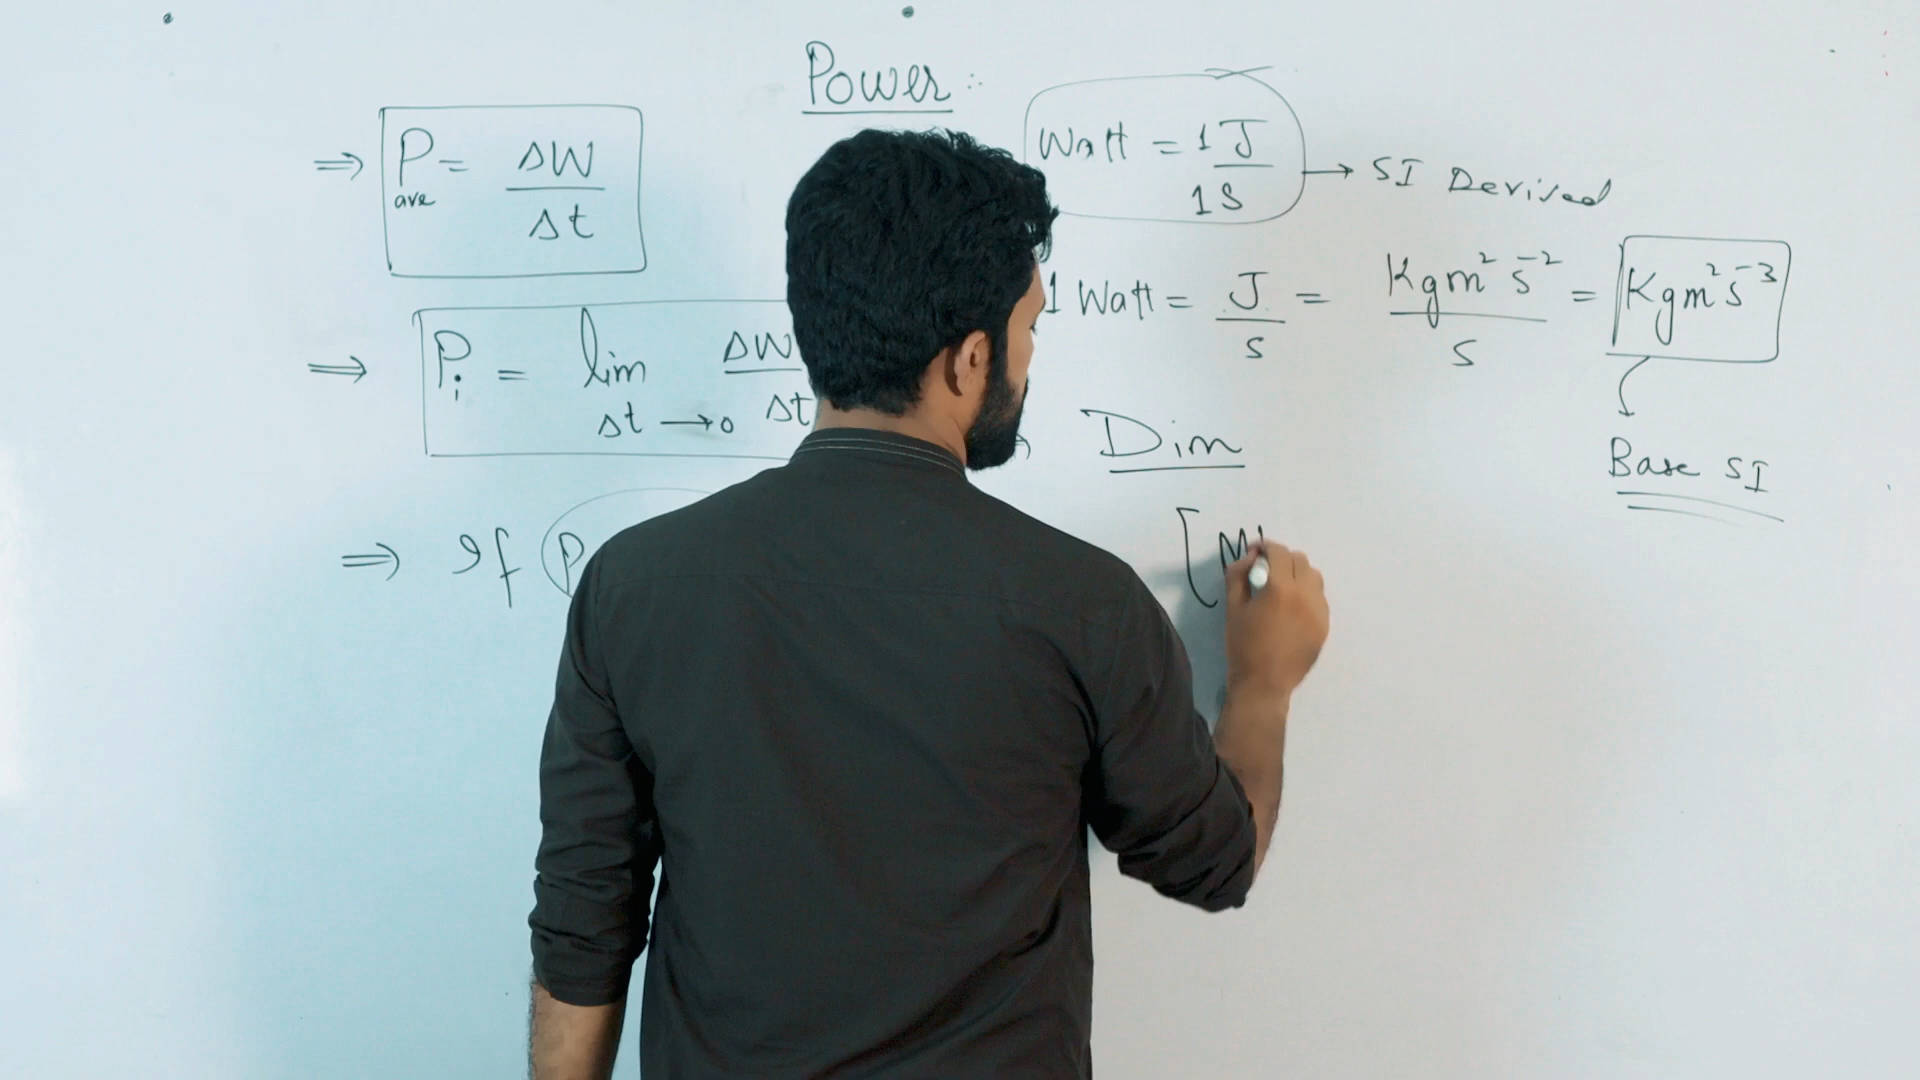 Power :
⇒ P ave = ΔW / Δt
Watt = 1 J / 1 S → SI Derived
1 Watt = J / s = Kgm² s⁻² / s = Kgm² s⁻³
Base SI
⇒ Pi = lim Δt → 0 ΔW / Δt
Dim
⇒ If P
[M